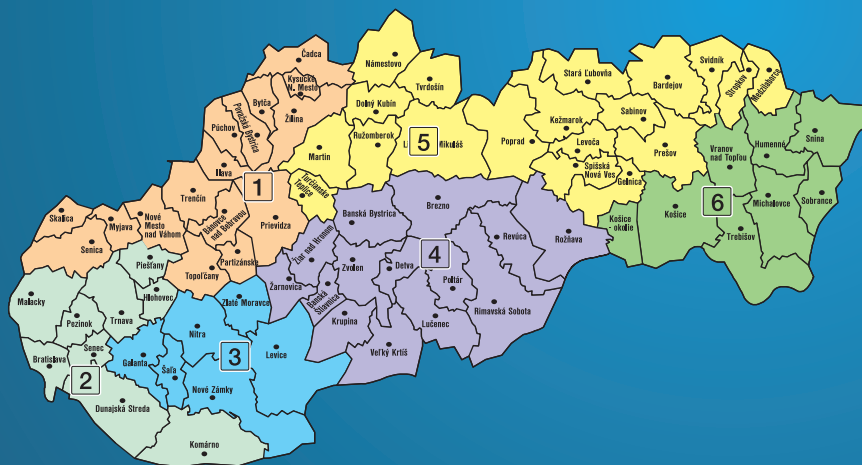 Čadca
Kysucké
N. Mesto
Bytča
Považská Bystrica
Púchov
Žilina
Ilava
Trenčín
1
Skalica
Senica
Myjava
Nové
Mesto
nad Váhom
Bánovce
nad Bebravou
Prievidza
Partizánske
Topoľčany
Námestovo
Tvrdošín
Dolný Kubín
Ružomberok
Martin
Turčianske
Teplice
5
Mikuláš
Poprad
Stará Ľubovňa
Kežmarok
Levoča
Spišská
Nová Ves
Gelnica
Sabinov
Prešov
Bardejov
Svidník
Stropkov
Medzilaborce
Snina
Humenné
Vranov
nad Topľou
Michalovce
Sobrance
Trebišov
6
Košice
Košice
- okolie
Rožňava
Revúca
Rimavská Sobota
Brezno
Banská Bystrica
4
Žiar nad Hronom
Zvolen
Detva
Poltár
Žarnovica
Banská
Štiavnica
Krupina
Lučenec
Veľký Krtíš
Piešťany
Hlohovec
Malacky
Pezinok
Trnava
Senec
Bratislava
2
Dunajská Streda
Komárno
Zlaté Moravce
Nitra
3
Levice
Galanta
Šaľa
Nové Zámky